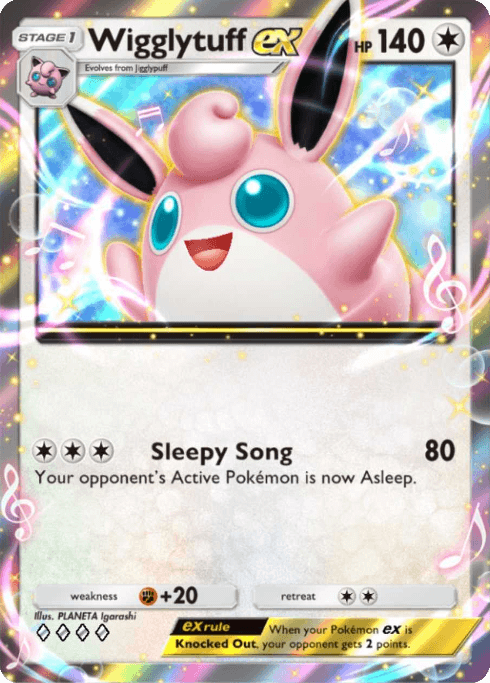 STAGE 1
Wigglytuff ex
HP 140
Evolves from Jigglypuff
Sleepy Song 80
Your opponent's Active Pokémon is now Asleep.
weakness +20 retreat
Illus. PLANETA Igarashi
ex rule When your Pokémon ex is
Knocked Out, your opponent gets 2 points.